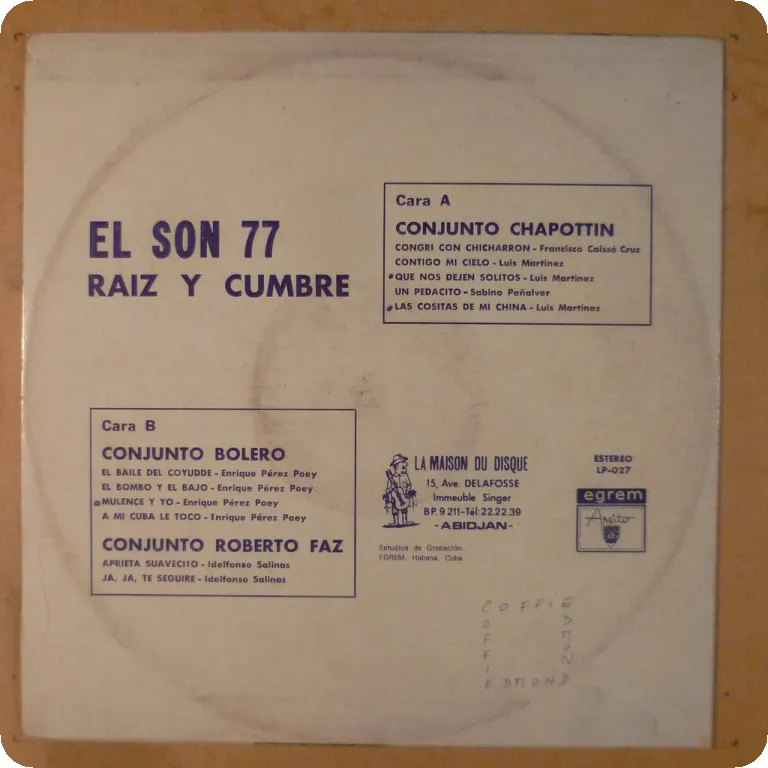 EL SON 77
RAIZ Y CUMBRE
Cara A
CONJUNTO CHAPOTTIN
CONGRI CON CHICHARRON - Francisco Caissé Cruz
CONTIGO MI CIELO - Luis Martinez
QUE NOS DEJEN SOLITOS - Luis Martinez
UN PEDACITO - Sabino Peñalver
LAS COSITAS DE MI CHINA - Luis Martinez
Cara B
CONJUNTO BOLERO
EL BAILE DEL COYUDDE - Enrique Pérez Poey
EL BOMBO Y EL BAJO - Enrique Pérez Poey
MULENCE Y YO - Enrique Pérez Poey
A MI CUBA LE TOCO - Enrique Pérez Poey
CONJUNTO ROBERTO FAZ
APRIETA SUAVECITO - Idelfonso Salinas
JA, JA, TE SEGUIRE - Idelfonso Salinas
LA MAISON DU DISQUE
15, Ave. DELAFOSSE
Immeuble Singer
BP. 9 211-Tél: 22.22.39
- ABIDJAN -
Estudios de Grabación
EGREM. Habana, Cuba
ESTEREO
LP-027
egrem
Areito
COFFIE
EDMOND
COFFIE
EDMOND